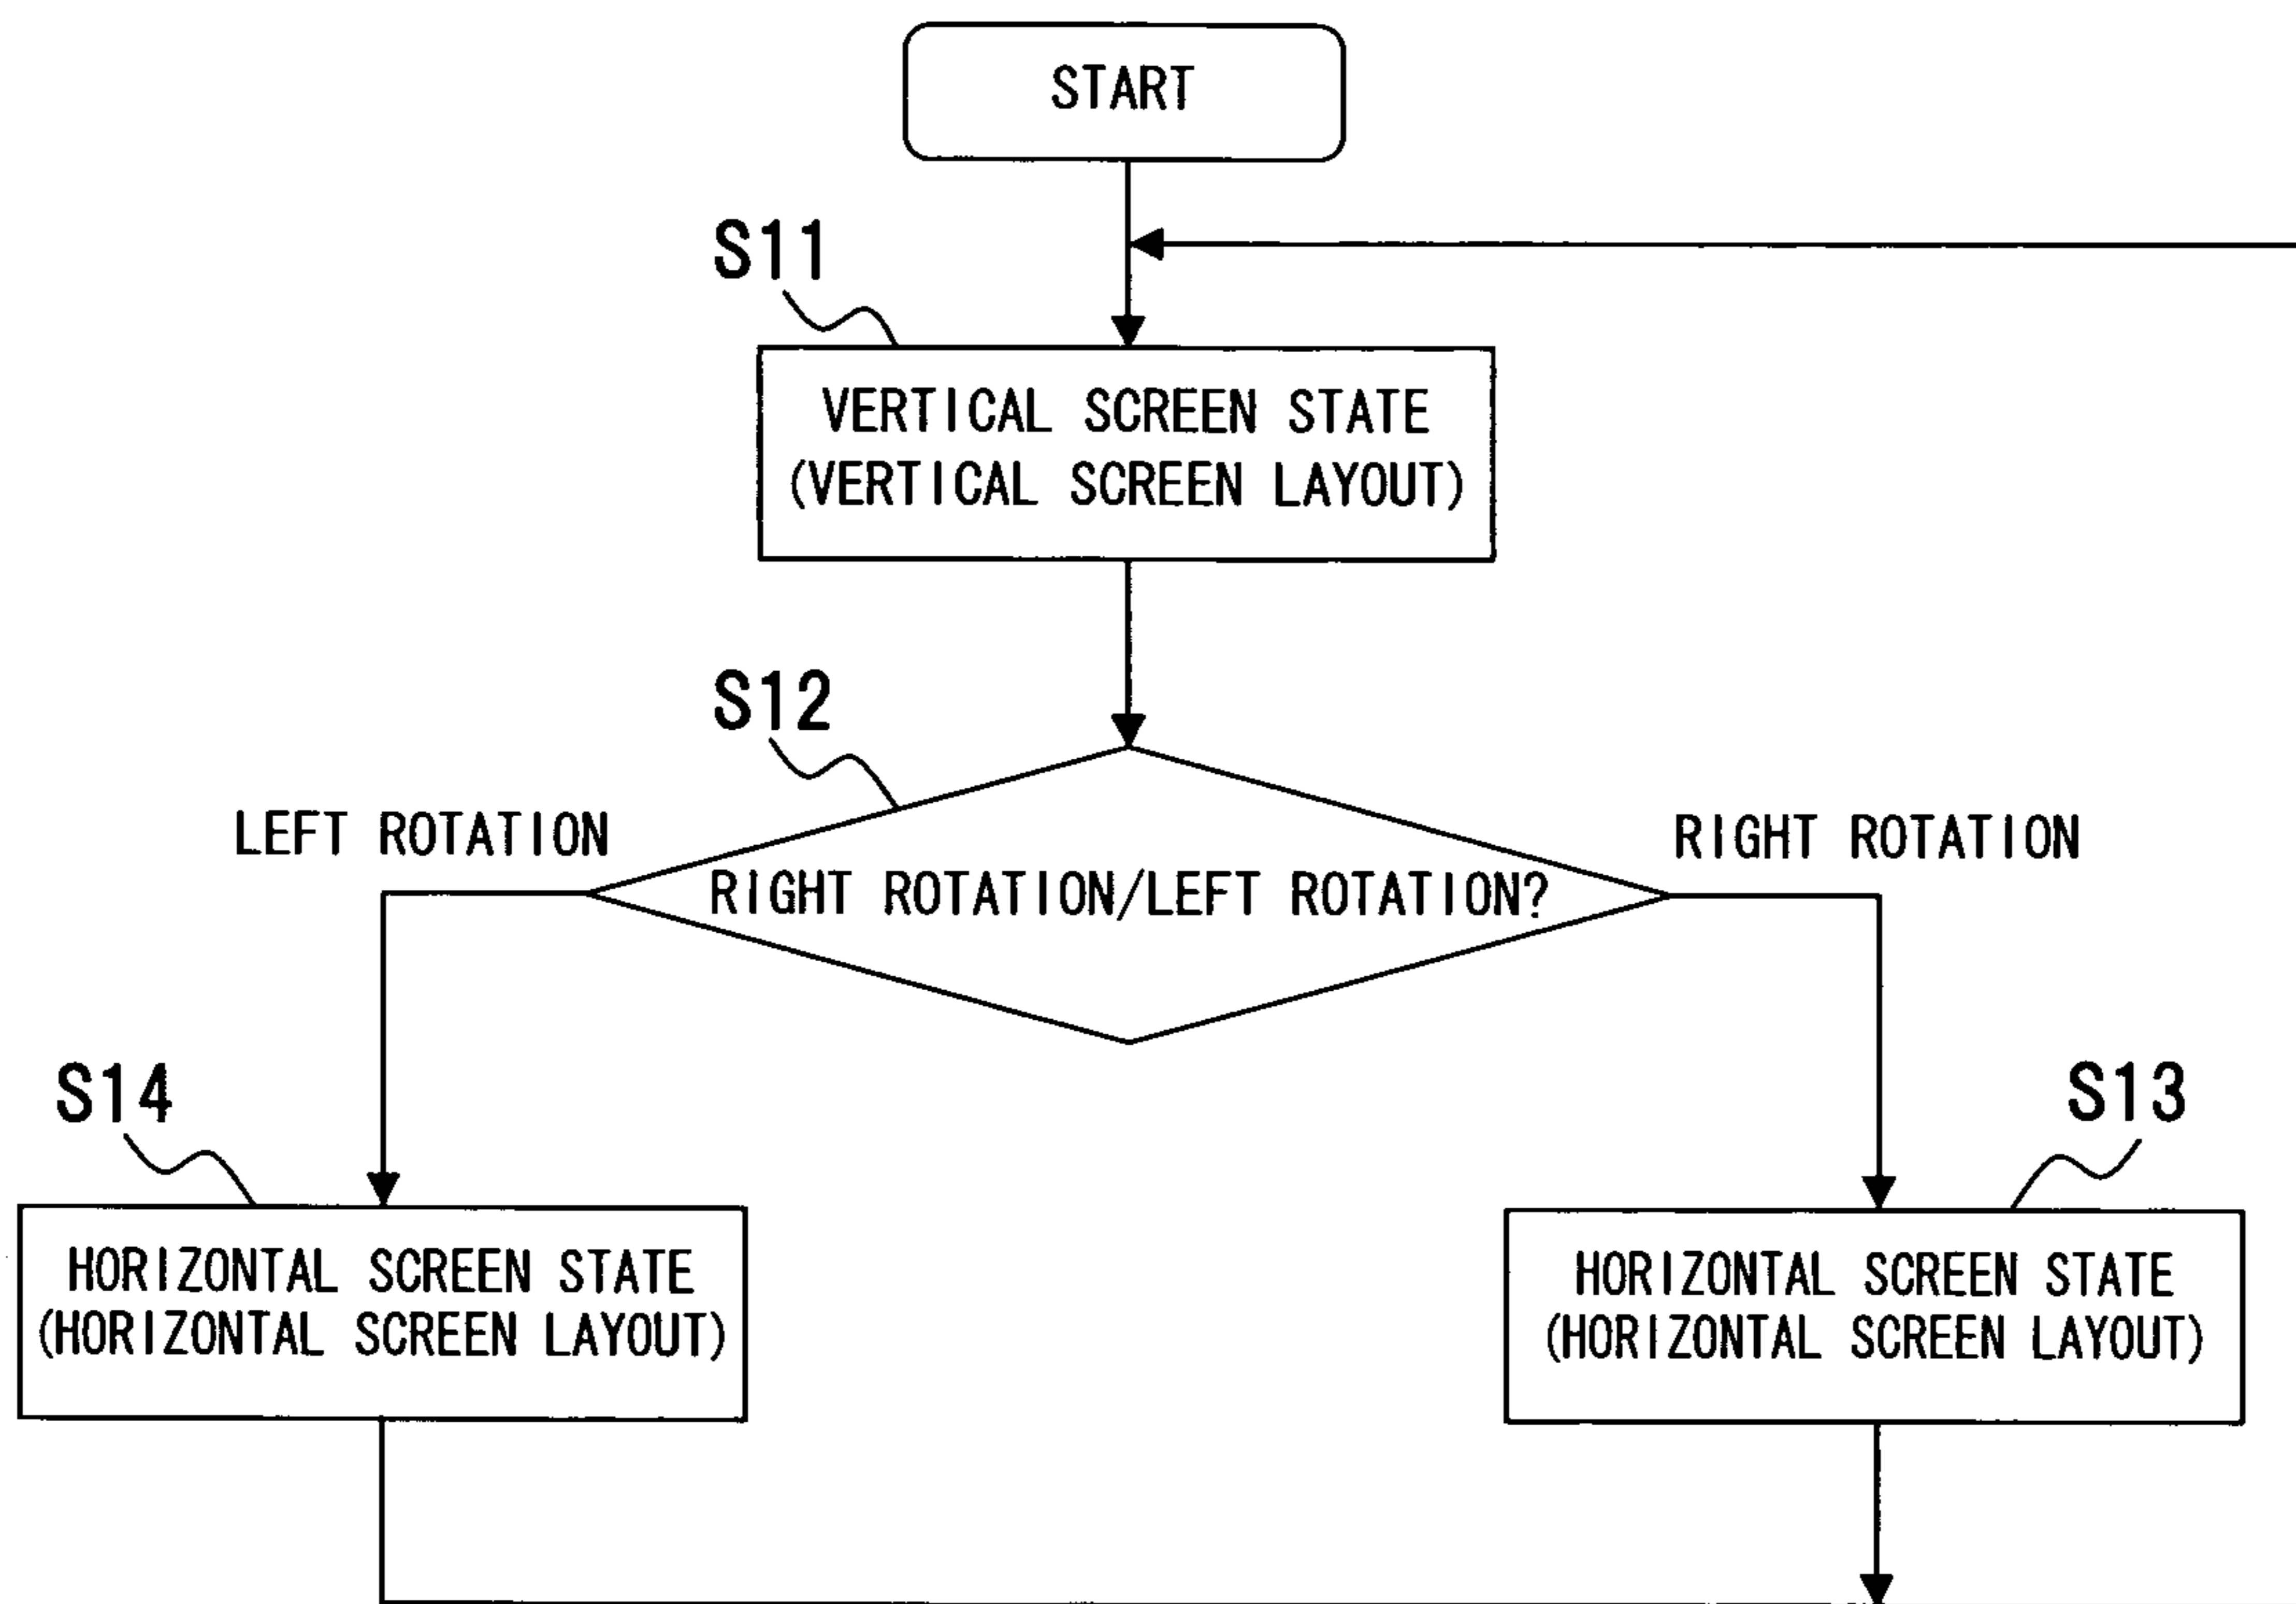 START
S11
VERTICAL SCREEN STATE
(VERTICAL SCREEN LAYOUT)
S12
LEFT ROTATION
RIGHT ROTATION
RIGHT ROTATION/LEFT ROTATION?
S14
S13
HORIZONTAL SCREEN STATE
(HORIZONTAL SCREEN LAYOUT)
HORIZONTAL SCREEN STATE
(HORIZONTAL SCREEN LAYOUT)